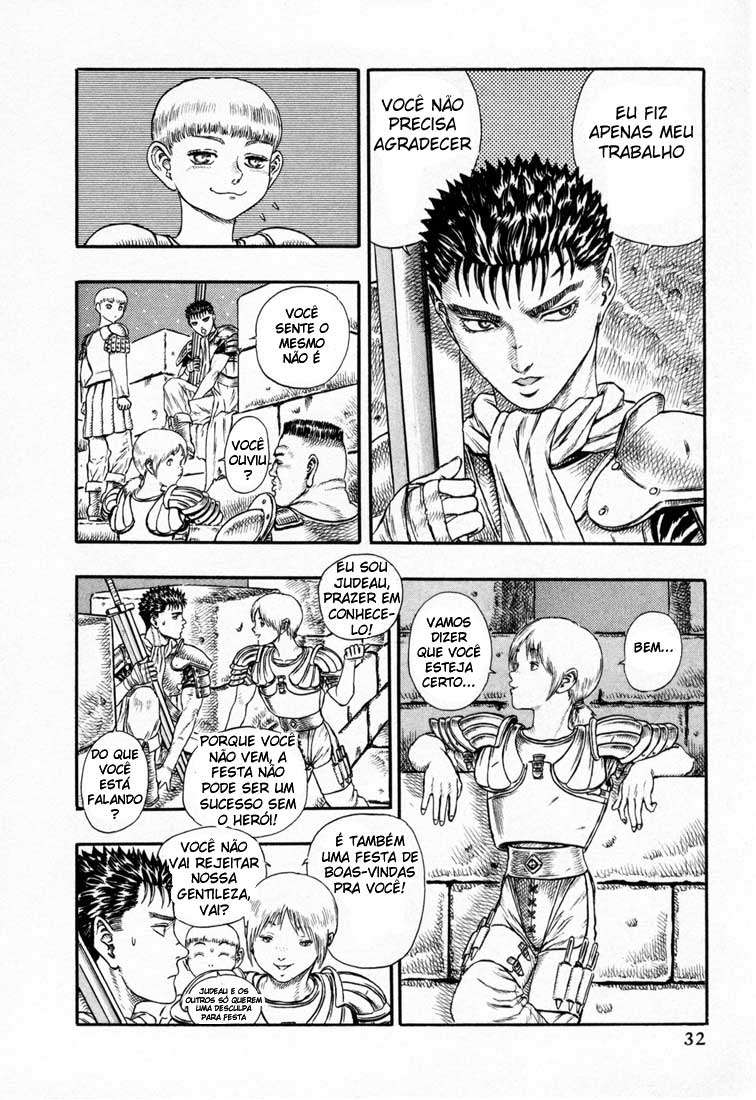 EU FIZ
APENAS MEU
TRABALHO
VOCÊ NÃO
PRECISA
AGRADECER
VOCÊ
SENTE O
MESMO
NÃO É
VOCÊ
OUVIU
?
BEM...
VAMOS
DIZER
QUE VOCÊ
ESTEJA
CERTO...
EU SOU
JUDEAU,
PRAZER EM
CONHECE-
LO!
PORQUE VOCÊ
NÃO VEM, A
FESTA NÃO
PODE SER UM
SUCESSO SEM
O HERÓI!
DO QUE
VOCÊ
ESTÁ
FALANDO
?
É TAMBÉM
UMA FESTA DE
BOAS-VINDAS
PRA VOCÊ!
VOCÊ NÃO
VAI REJEITAR
NOSSA
GENTILEZA,
VAI?
JUDEAU E OS
OUTROS SÓ QUEREM
UMA DESCULPA
PARA FESTA
32